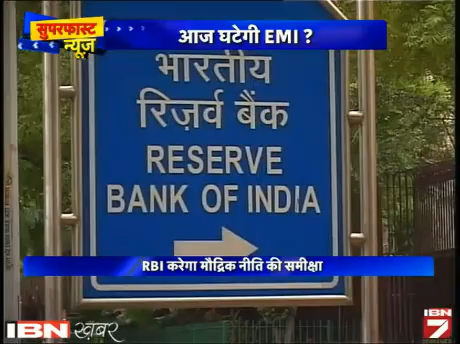 सुपरफास्ट
न्यूज़
आज घटेगी EMI ?
भारतीय
रिज़र्व बैंक
RESERVE
BANK OF INDIA
RBI करेगा मौद्रिक नीति की समीक्षा
IBN ख़बर
IBN
7